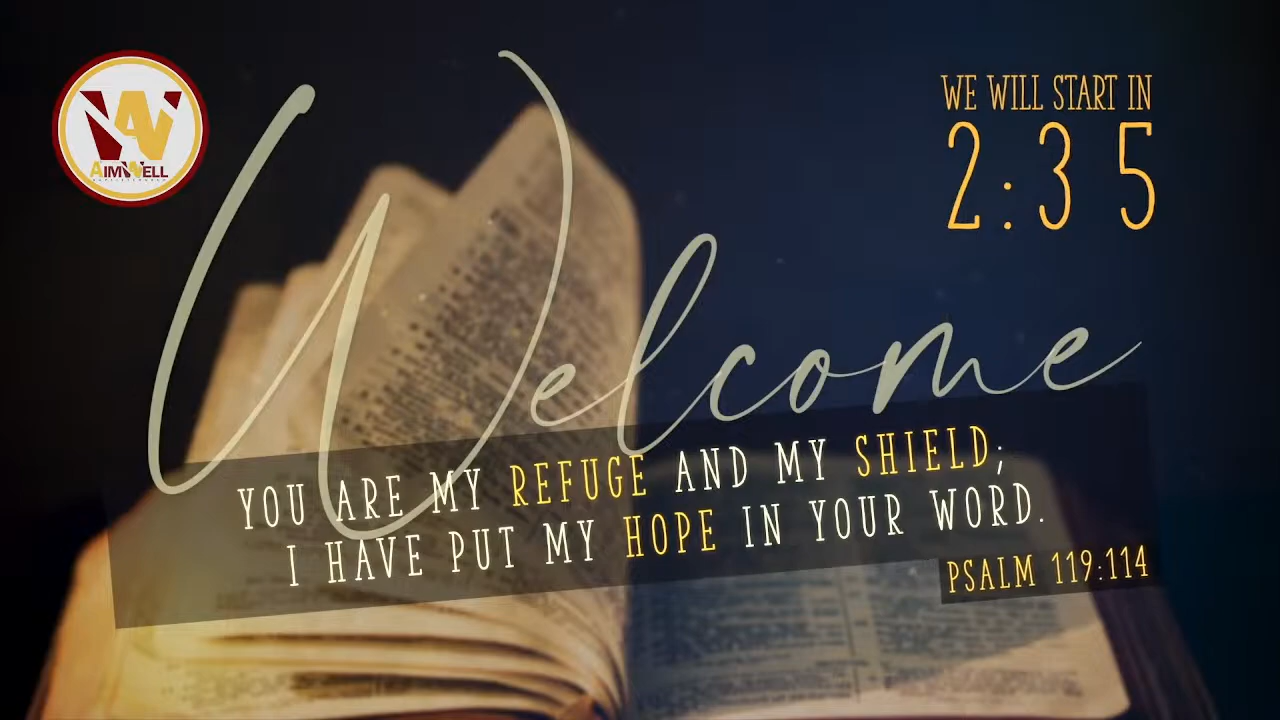 AIMWELL
WE WILL START IN
2:35
Welcome
YOU ARE MY REFUGE AND MY SHIELD;
I HAVE PUT MY HOPE IN YOUR WORD.
PSALM 119:114